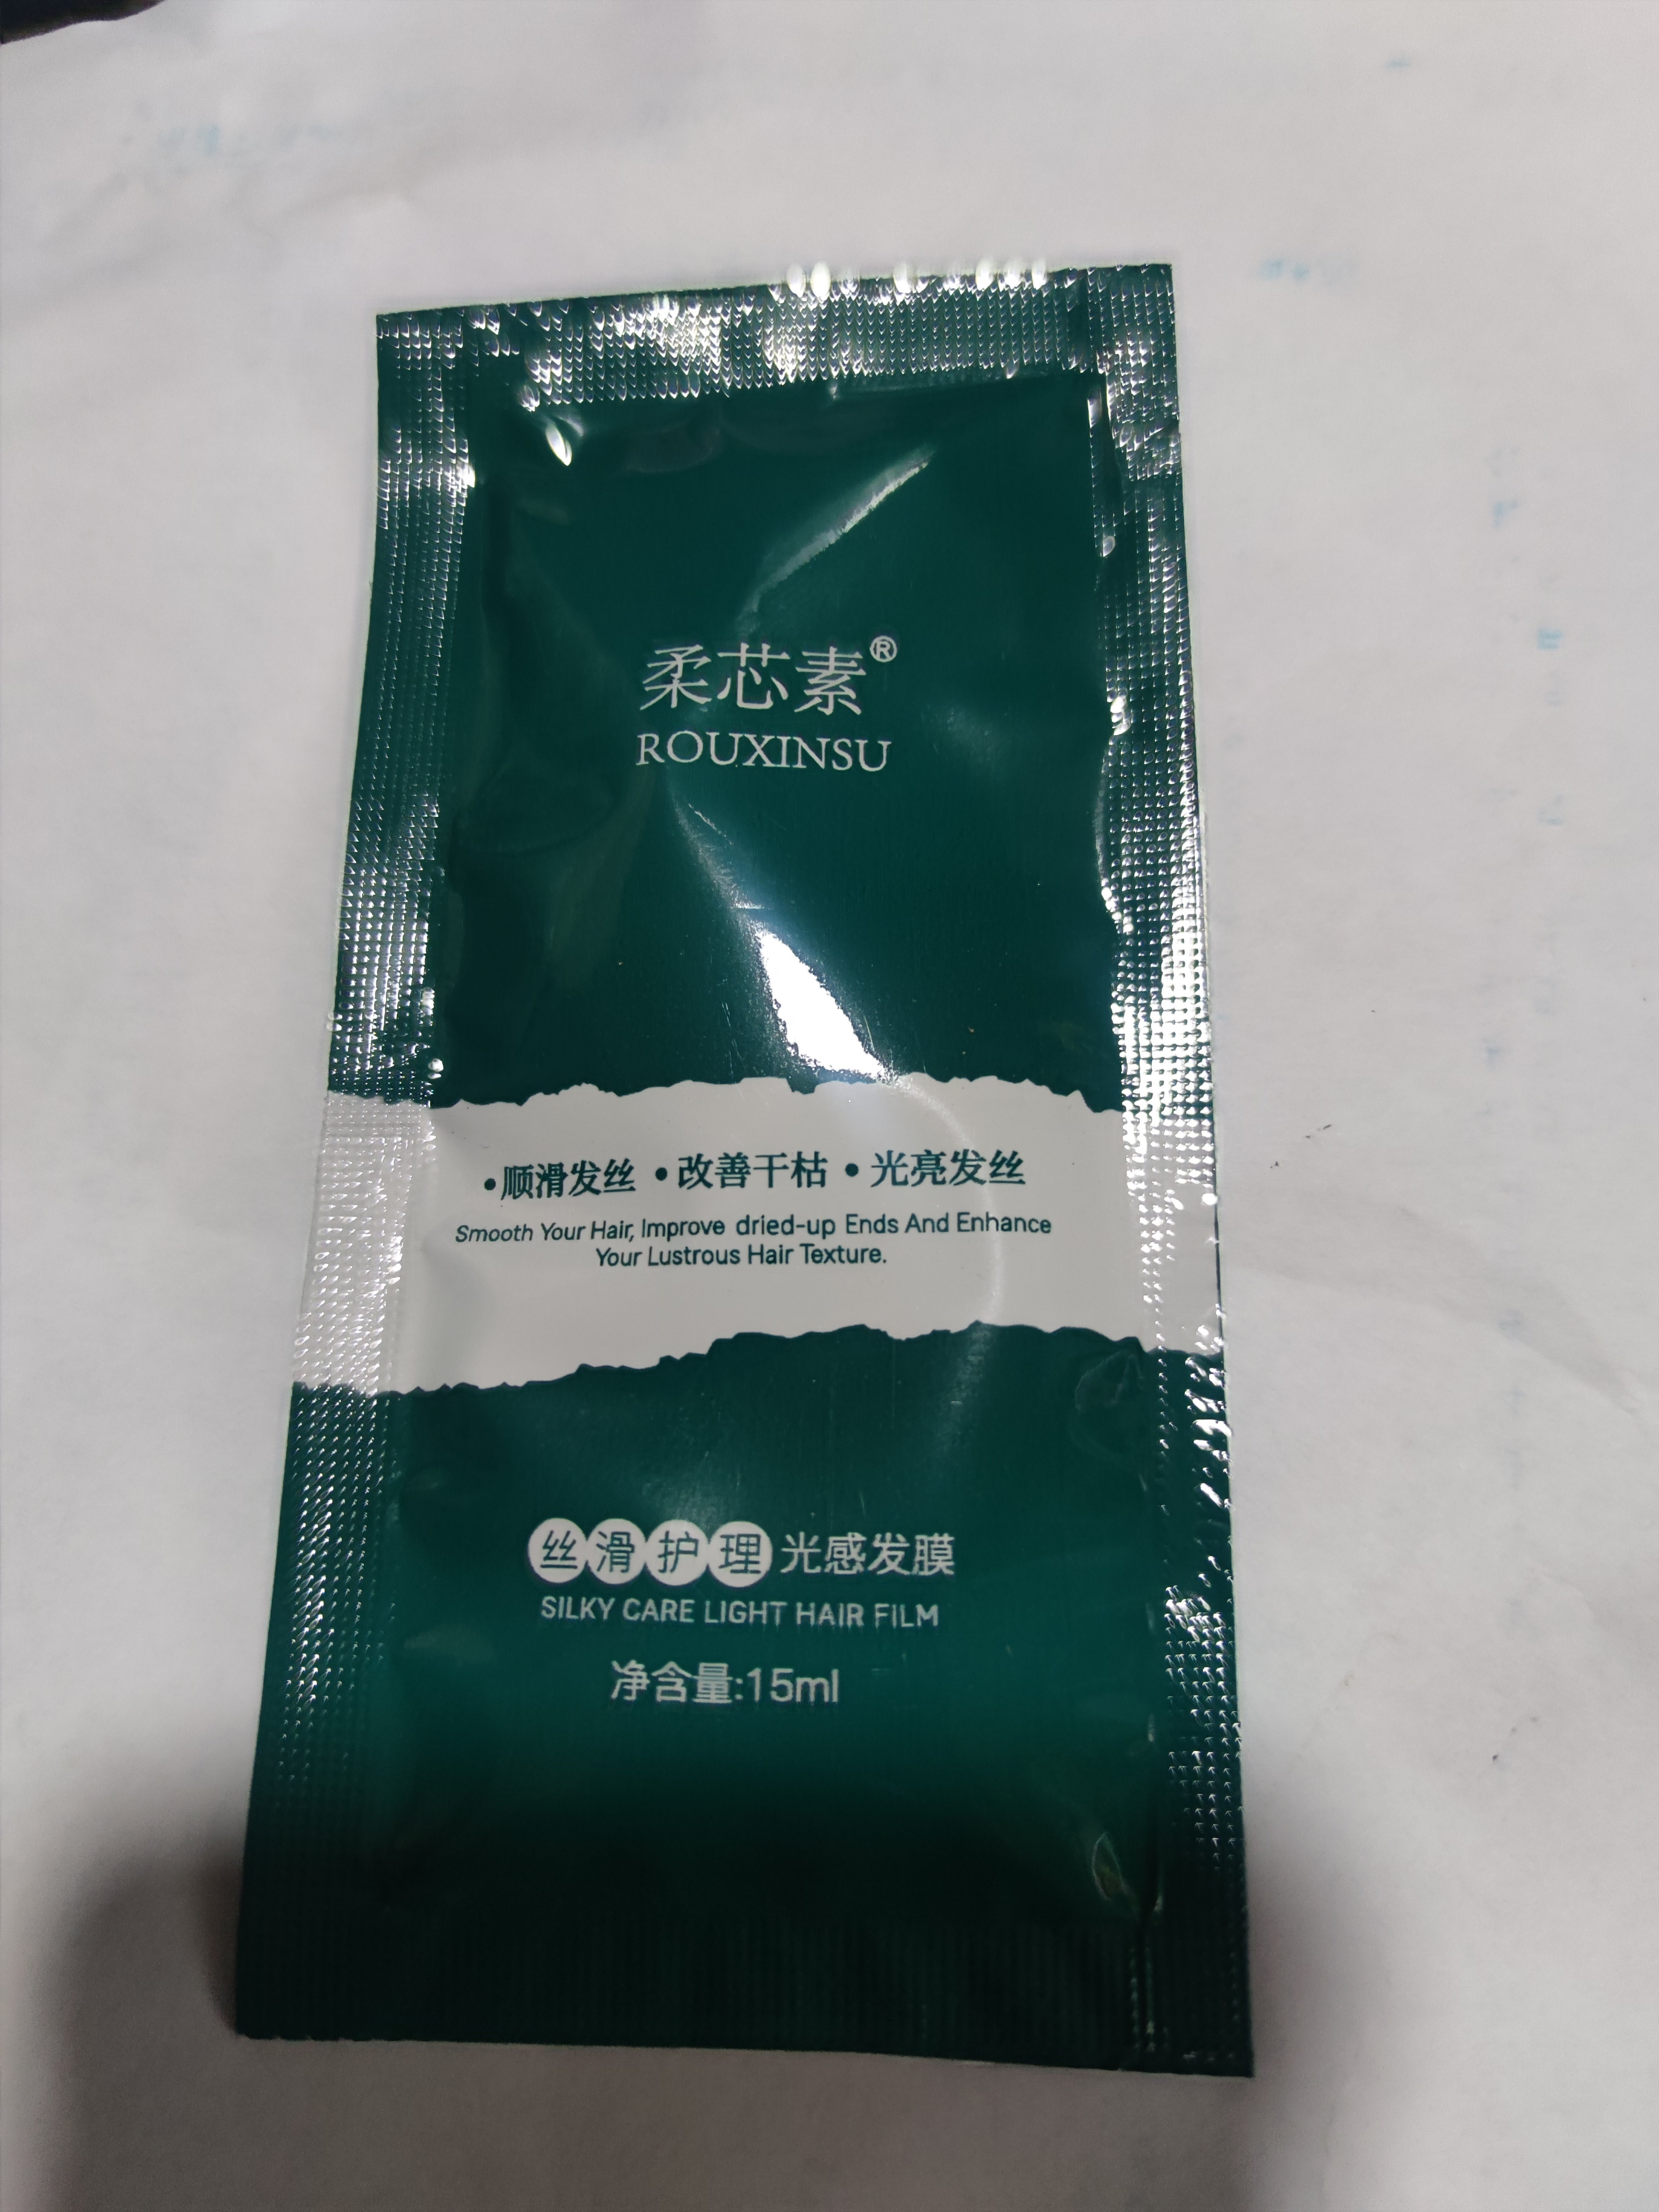 柔芯素®
ROUXINSU
•顺滑发丝 •改善干枯 •光亮发丝
Smooth Your Hair, Improve dried-up Ends And Enhance
Your Lustrous Hair Texture.
丝滑护理光感发膜
SILKY CARE LIGHT HAIR FILM
净含量:15ml